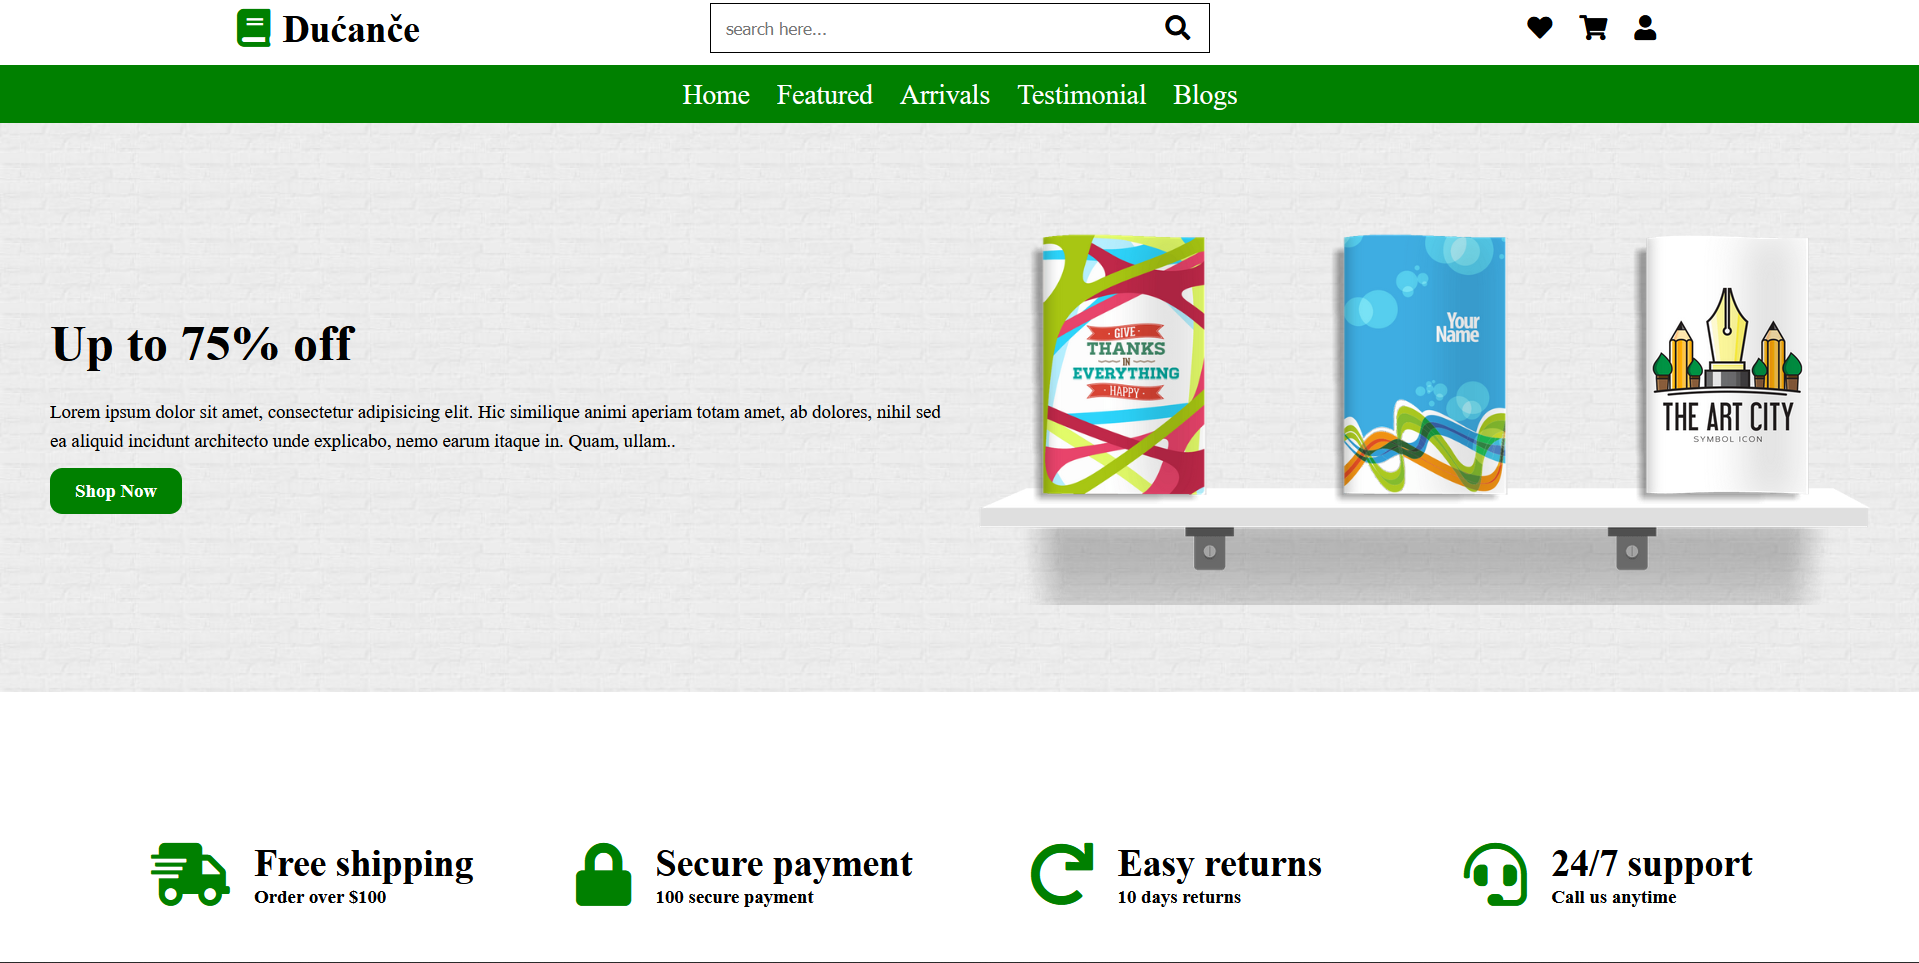 Dućanče
search here...
Home Featured Arrivals Testimonial Blogs
Up to 75% off
Lorem ipsum dolor sit amet, consectetur adipisicing elit. Hic similique animi aperiam totam amet, ab dolores, nihil sed
ea aliquid incidunt architecto unde explicabo, nemo earum itaque in. Quam, ullam..
Shop Now
GIVE
THANKS
IN
EVERYTHING
HAPPY
Your
Name
THE ART CITY
SYMBOL ICON
Free shipping
Order over $100
Secure payment
100 secure payment
Easy returns
10 days returns
24/7 support
Call us anytime